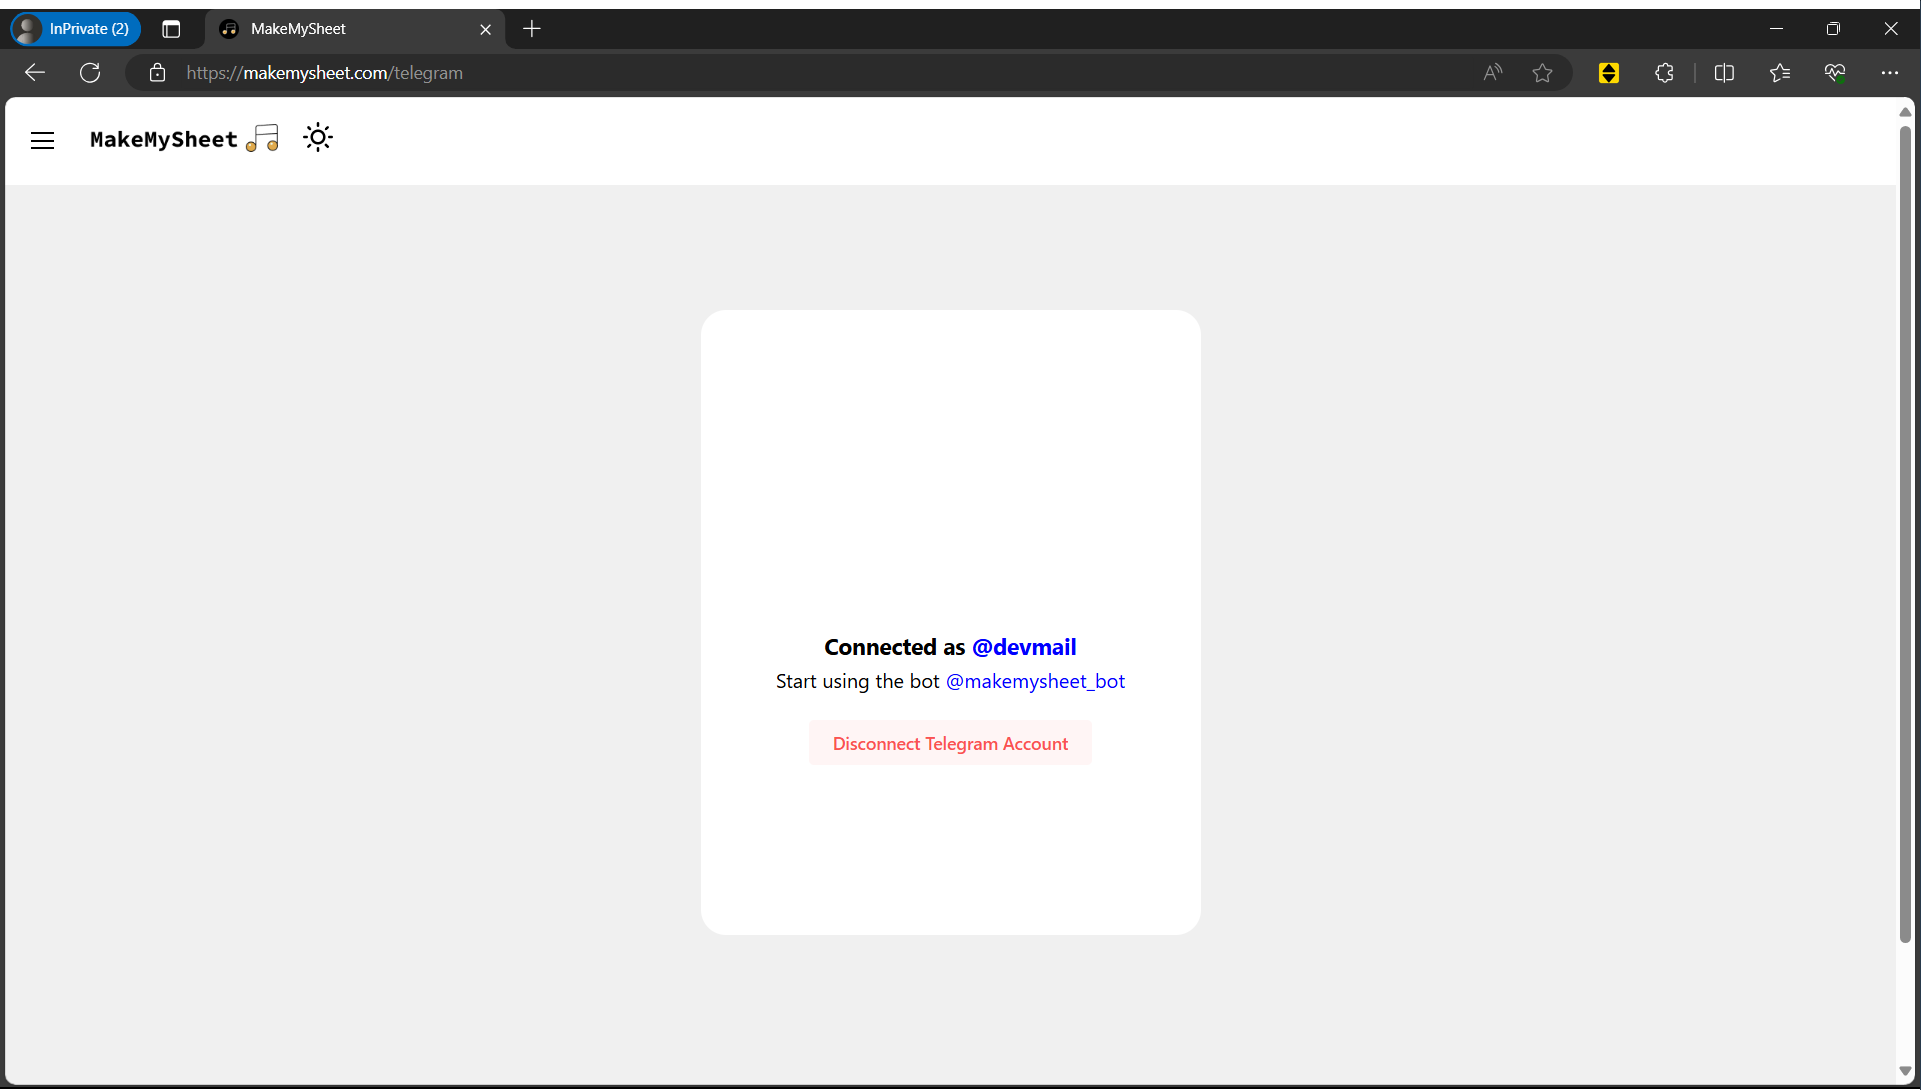 InPrivate (2)
MakeMySheet
https://makemysheet.com/telegram
MakeMySheet
Connected as @devmail
Start using the bot @makemysheet_bot
Disconnect Telegram Account